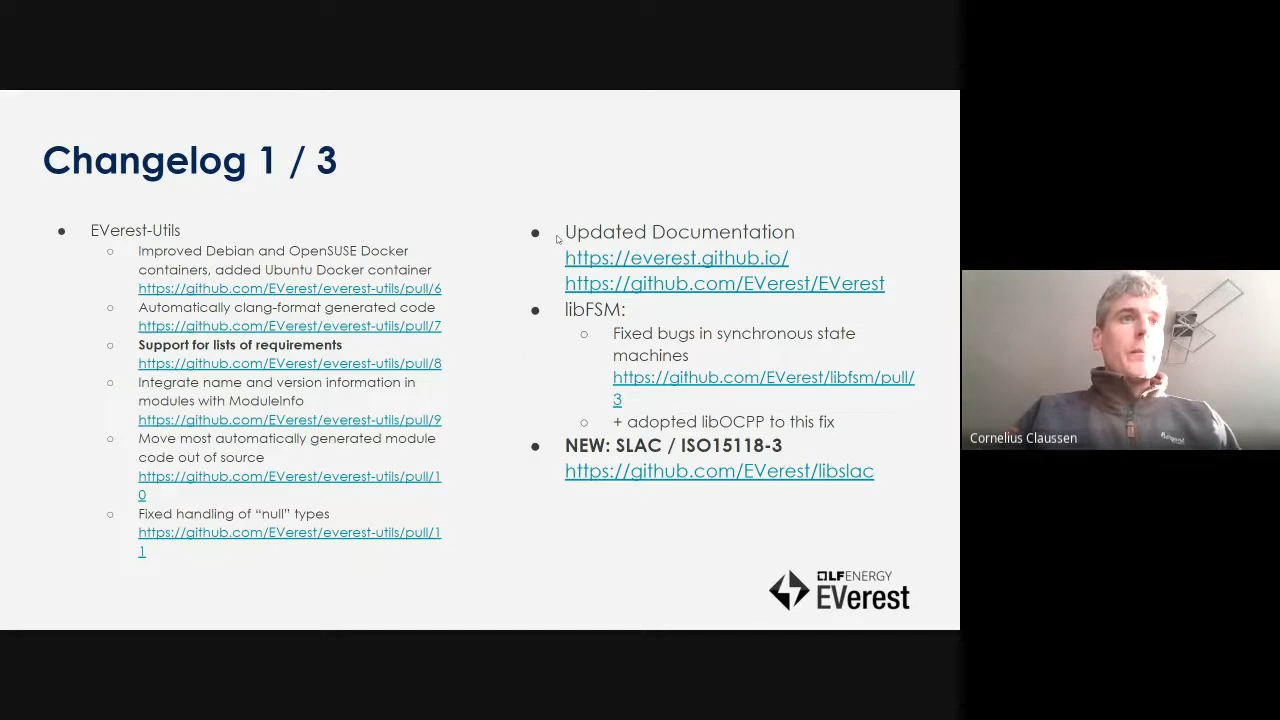 Changelog 1 / 3
● EVerest-Utils
○ Improved Debian and OpenSUSE Docker
containers, added Ubuntu Docker container
https://github.com/EVerest/everest-utils/pull/6
○ Automatically clang-format generated code
https://github.com/EVerest/everest-utils/pull/7
○ Support for lists of requirements
https://github.com/EVerest/everest-utils/pull/8
○ Integrate name and version information in
modules with ModuleInfo
https://github.com/EVerest/everest-utils/pull/9
○ Move most automatically generated module
code out of source
https://github.com/EVerest/everest-utils/pull/1
0
○ Fixed handling of “null” types
https://github.com/EVerest/everest-utils/pull/1
1
● Updated Documentation
https://everest.github.io/
https://github.com/EVerest/EVerest
● libFSM:
○ Fixed bugs in synchronous state
machines
https://github.com/EVerest/libfsm/pull/
3
○ + adopted libOCPP to this fix
● NEW: SLAC / ISO15118-3
https://github.com/EVerest/libslac
LFENERGY
EVerest
Cornelius Claussen